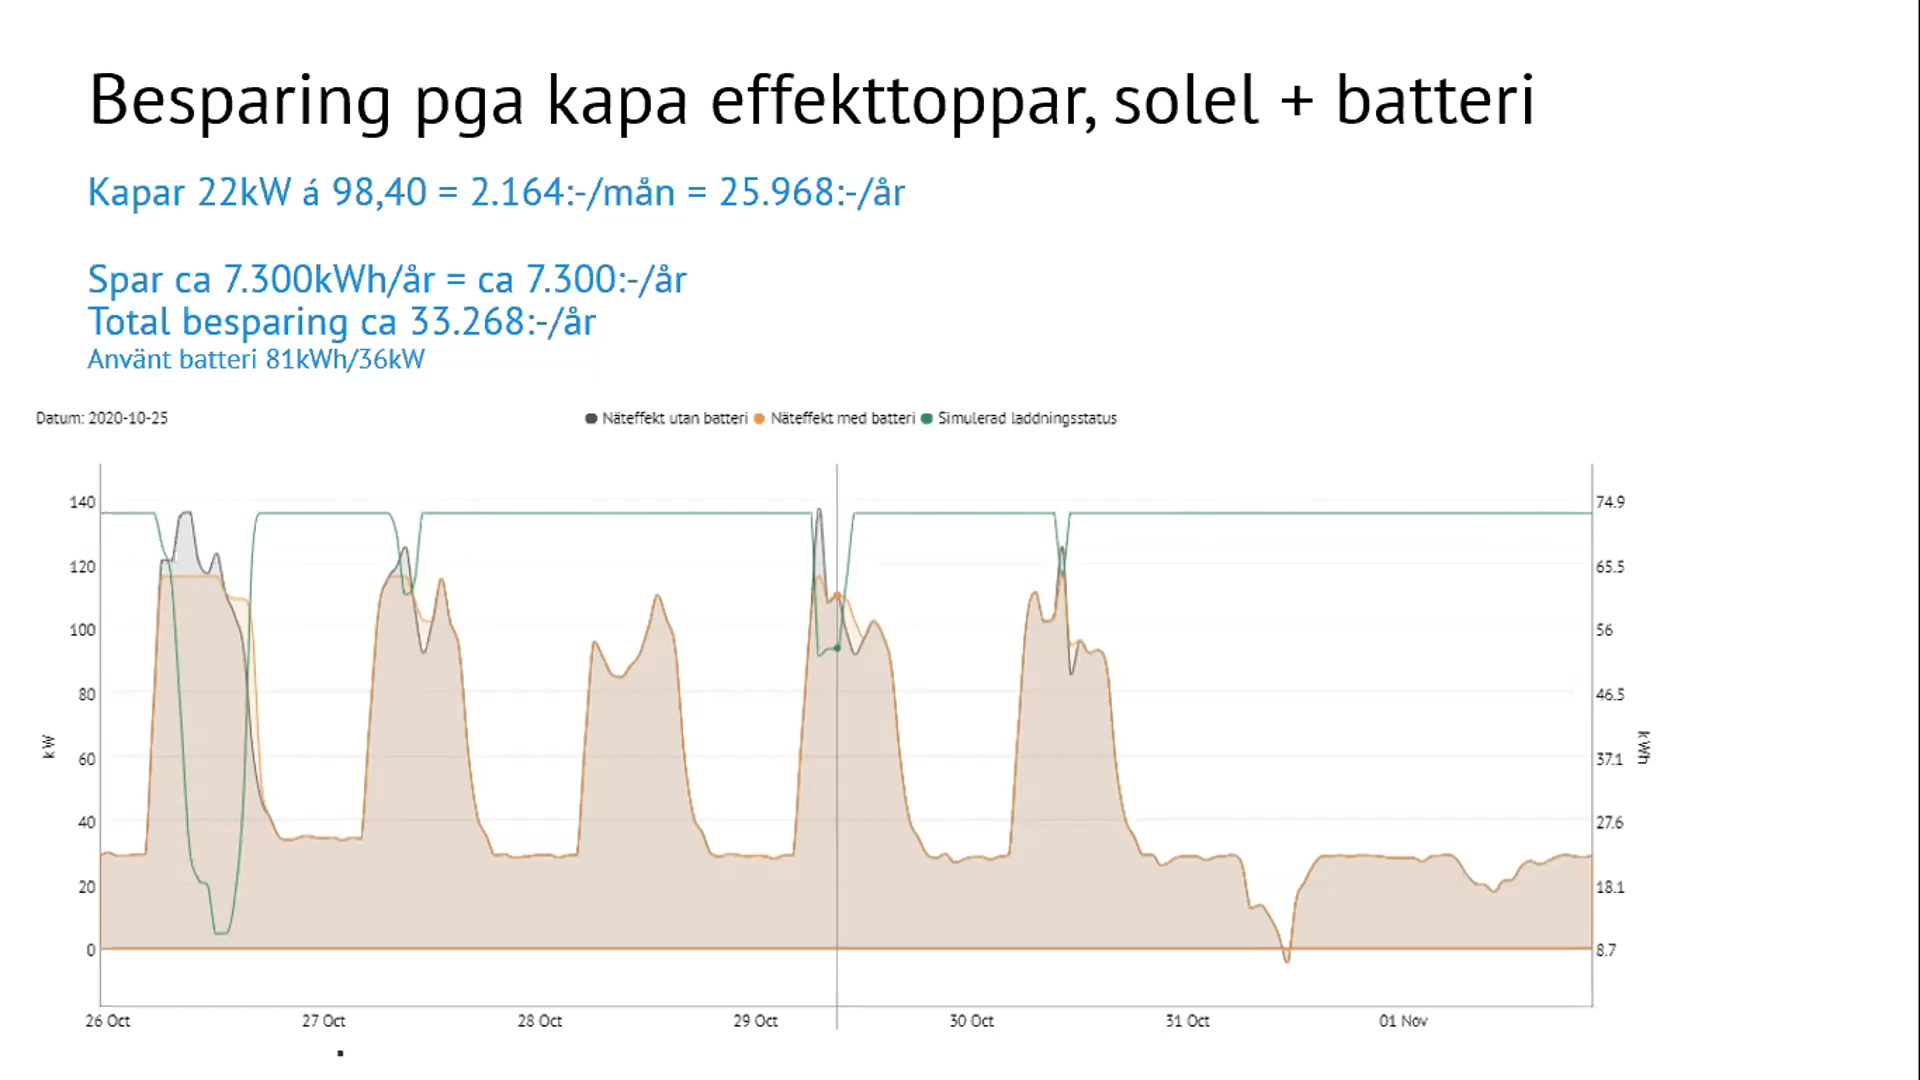 Besparing pga kapa effekttoppar, solel + batteri
Kapar 22kW á 98,40 = 2.164:-/mån = 25.968:-/år
Spar ca 7.300kWh/år = ca 7.300:-/år
Total besparing ca 33.268:-/år
Använt batteri 81kWh/36kW
Datum: 2020-10-25
Näteffekt utan batteri Näteffekt med batteri Simulerad laddningsstatus
140 74.9
120 65.5
100 56
80 46.5
kW kWh
60 37.1
40 27.6
20 18.1
0 8.7
26 Oct 27 Oct 28 Oct 29 Oct 30 Oct 31 Oct 01 Nov